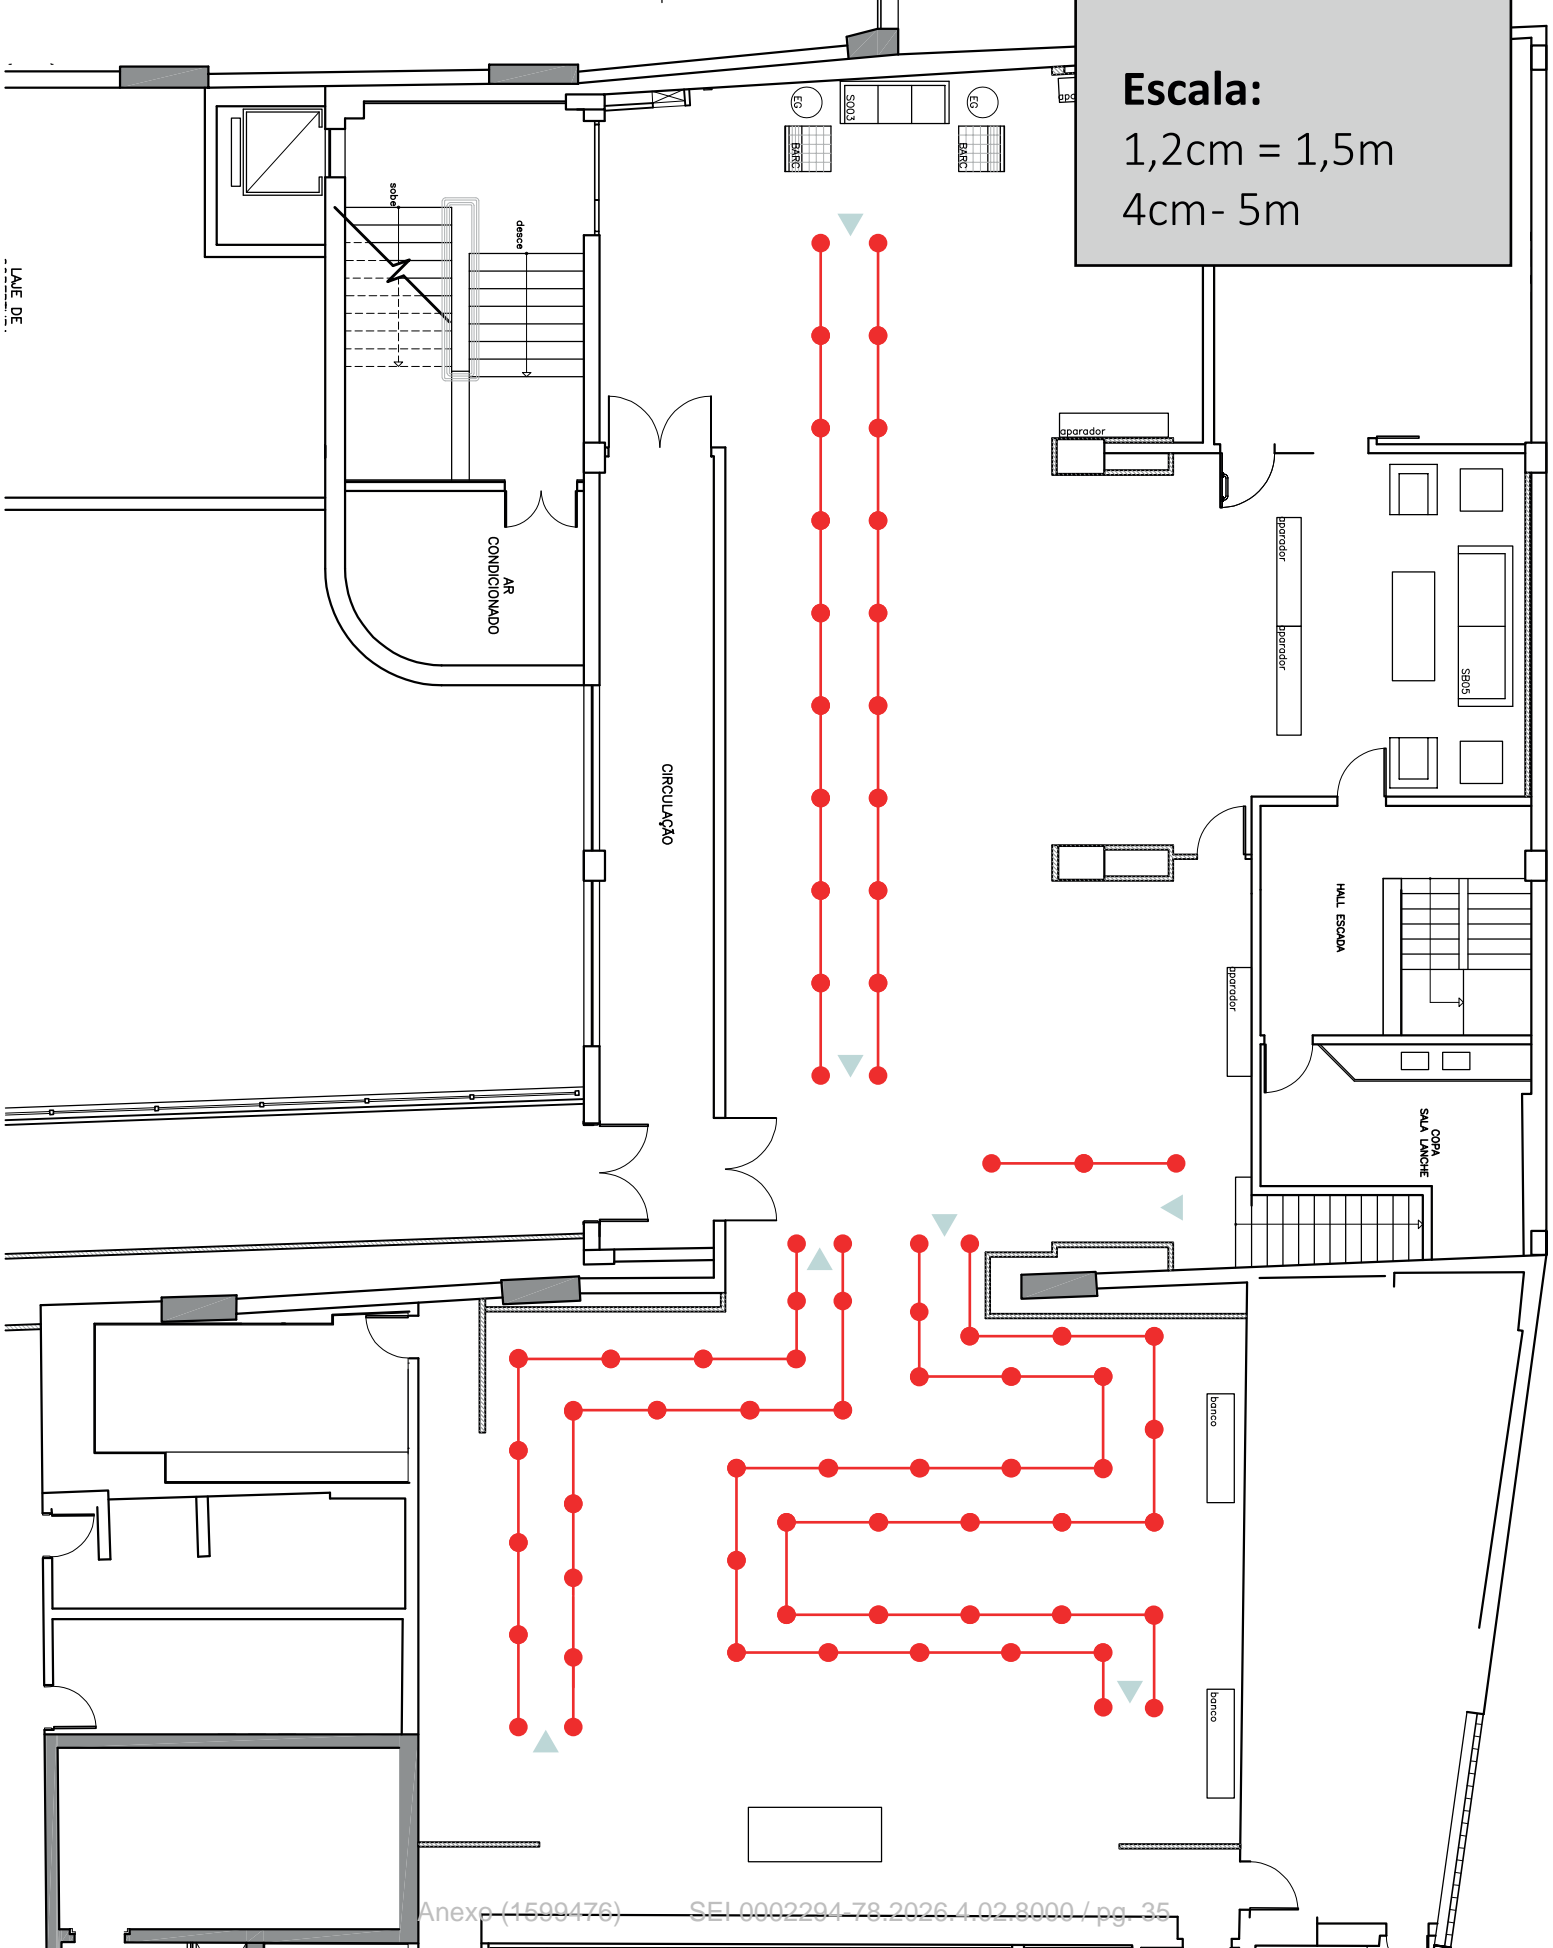 Escala:
1,2cm = 1,5m
4cm- 5m
EG
SO03
EG
BARC
BARC
sobe
desce
LAJE DE
aparador
AR
CONDICIONADO
aparador
aparador
SB05
CIRCULAÇÃO
HALL ESCADA
aparador
COPA
SALA LANCHE
banco
banco
Anexo (1599476) SEI 0002294-78.2026.4.02.8000 / pg. 35